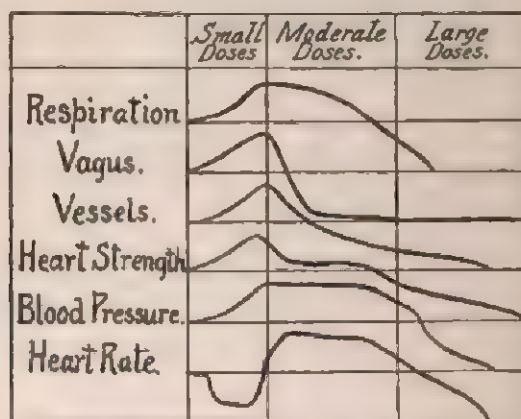 Small Doses
Moderate Doses.
Large Doses.
Respiration
Vagus.
Vessels.
Heart Strength
Blood Pressure.
Heart Rate.